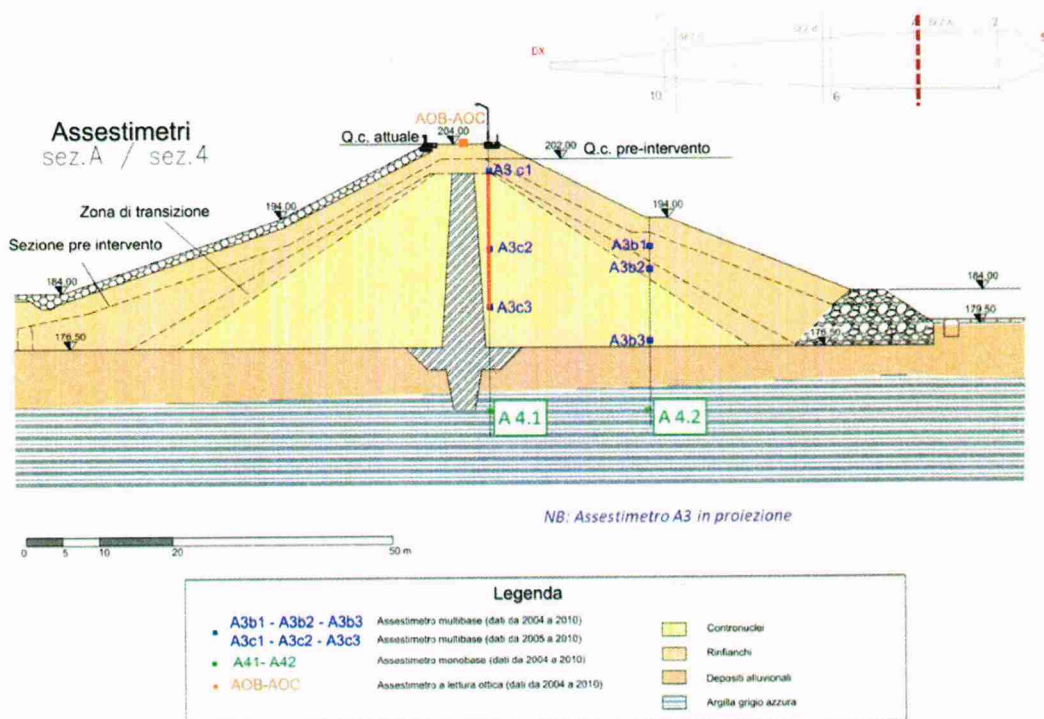 DX
10
6
2
Assestimetri
sez.A / sez.4
AOB-AOC
Q.c. attuale
204.00
Q.c. pre-intervento
202.00
A3 c1
Zona di transizione
194.00
194.00
Sezione pre intervento
A3c2
A3b1
A3b2
184.00
184.00
A3c3
179.50
176.50
176.50
A3b3
A 4.1
A 4.2
NB: Assestimetro A3 in proiezione
0 5 10 20 50 m
Legenda
A3b1 - A3b2 - A3b3 Assestimetro multibase (dati da 2004 a 2010)
A3c1 - A3c2 - A3c3 Assestimetro multibase (dati da 2005 a 2010)
A41- A42 Assestimetro monobase (dati da 2004 a 2010)
AOB-AOC Assestimetro a lettura ottica (dati da 2004 a 2010)
Contronuclei
Rinfianchi
Depositi alluvionali
Argilla grigio azzura